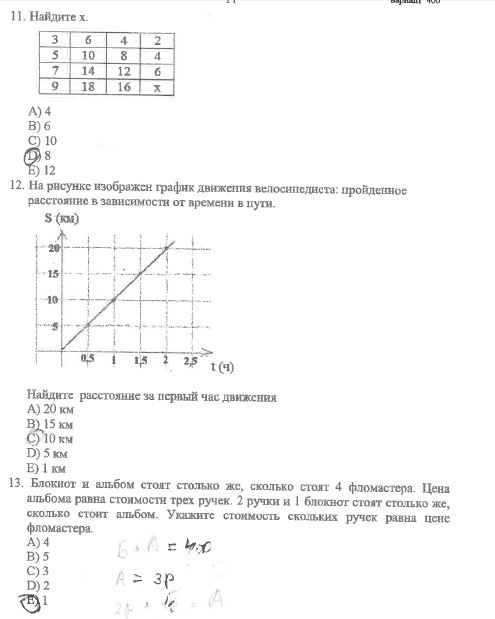 вариант 400
11. Найдите x.
3 6 4 2
5 10 8 4
7 14 12 6
9 18 16 x
A) 4
B) 6
C) 10
D) 8
E) 12
12. На рисунке изображен график движения велосипедиста: пройденное
расстояние в зависимости от времени в пути.
S (км)
20
15
10
5
0,5 1 1,5 2 2,5
t (ч)
Найдите расстояние за первый час движения
A) 20 км
B) 15 км
C) 10 км
D) 5 км
E) 1 км
13. Блокнот и альбом стоят столько же, сколько стоят 4 фломастера. Цена
альбома равна стоимости трех ручек. 2 ручки и 1 блокнот стоят столько же,
сколько стоит альбом. Укажите стоимость скольких ручек равна цене
фломастера.
A) 4
B) 5
C) 3
D) 2
E) 1
Б + А = 4
А = 3р
2р + = А